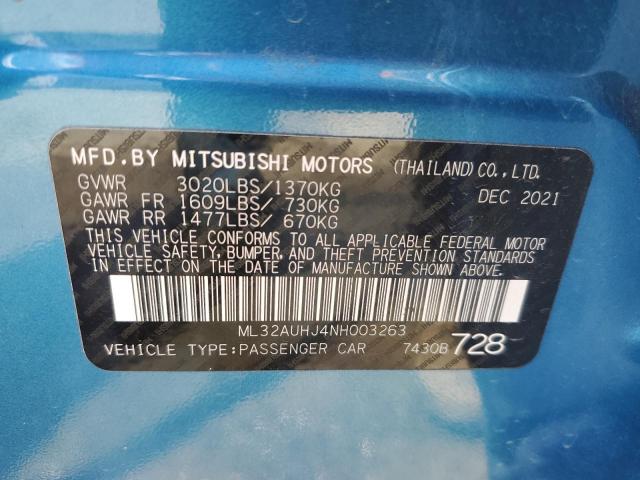 MFD.BY MITSUBISHI MOTORS (THAILAND)CO.,LTD.
GVWR 3020LBS/1370KG DEC 2021
GAWR FR 1609LBS/ 730KG
GAWR RR 1477LBS/ 670KG
THIS VEHICLE CONFORMS TO ALL APPLICABLE FEDERAL MOTOR
VEHICLE SAFETY, BUMPER, AND THEFT PREVENTION STANDARDS
IN EFFECT ON THE DATE OF MANUFACTURE SHOWN ABOVE.
ML32AUHJ4NH003263
VEHICLE TYPE:PASSENGER CAR 7430B 728